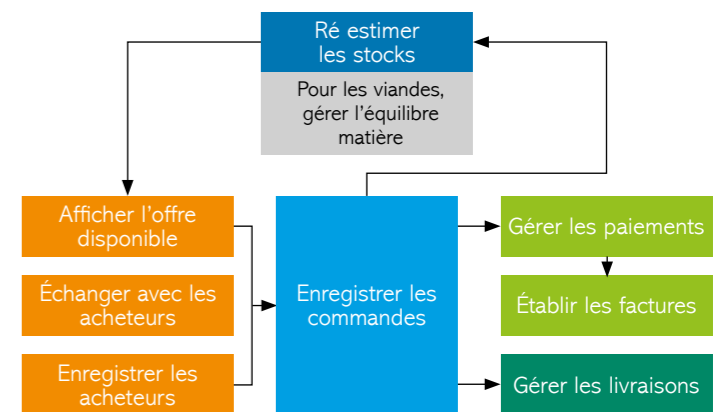 Ré estimer
les stocks
Pour les viandes,
gérer l’équilibre
matière
Afficher l’offre
disponible
Échanger avec les
acheteurs
Enregistrer les
acheteurs
Enregistrer les
commandes
Gérer les paiements
Établir les factures
Gérer les livraisons